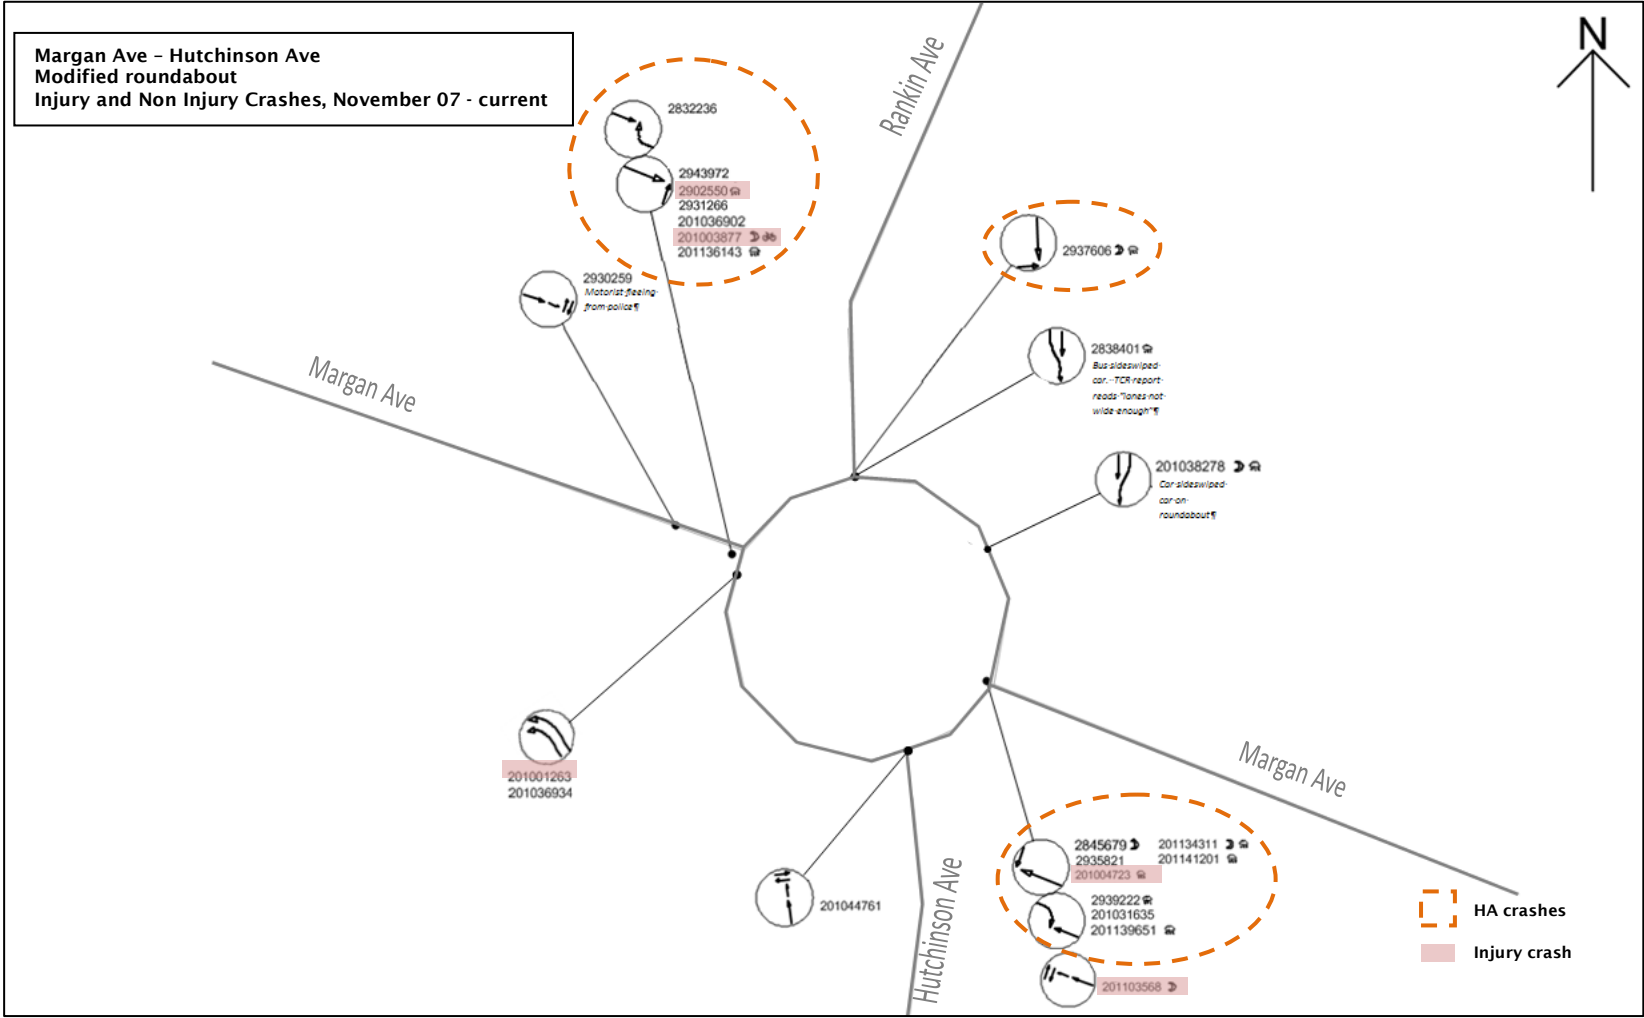 Margan Ave – Hutchinson Ave
Modified roundabout
Injury and Non Injury Crashes, November 07 - current
N
Rankin Ave
2832236
2943972
2902550
2931266
201036902
201003877
201136143
2937606
2930259
Motorist·fleeing·
from·police¶
2838401
Bus·sideswiped·
car.··TCR·report·
reads·"lanes·not·
wide·enough"¶
Margan Ave
201038278
Car·sideswiped·
car·on·
roundabout¶
201001263
201036934
Margan Ave
2845679 201134311
2935821 201141201
201004723
2939222
201031635
201139651
201044761
Hutchinson Ave
201103568
HA crashes
Injury crash